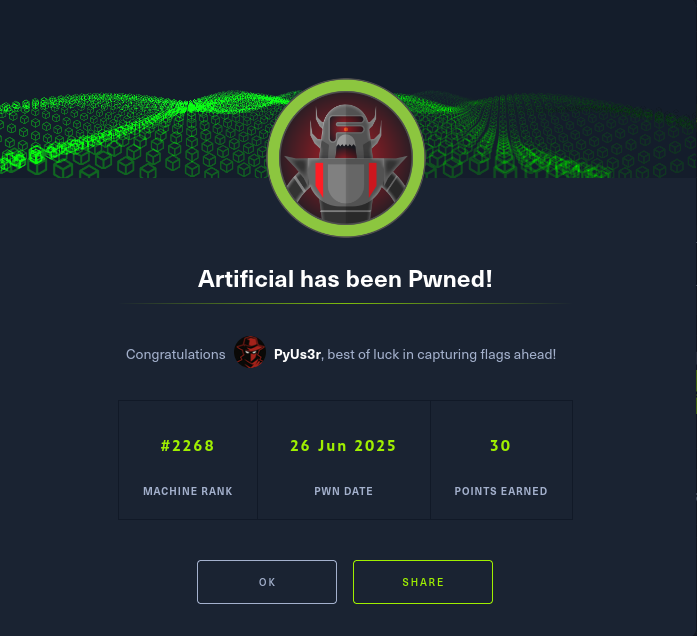 Artificial has been Pwned!
Congratulations PyUs3r, best of luck in capturing flags ahead!
#2268 26 Jun 2025 30
MACHINE RANK PWN DATE POINTS EARNED
OK SHARE